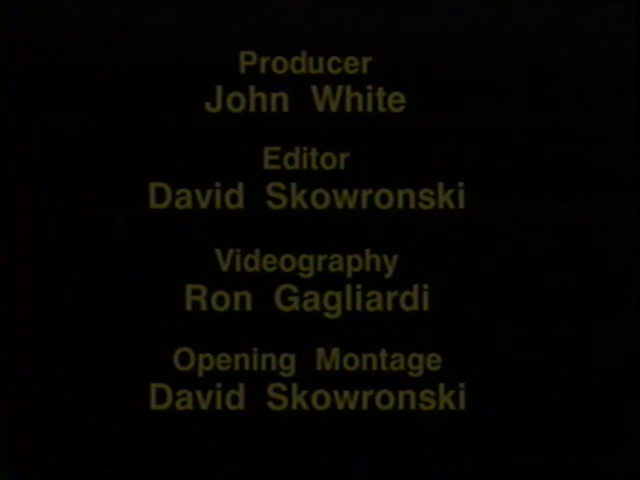 Producer
John White
Editor
David Skowronski
Videography
Ron Gagliardi
Opening Montage
David Skowronski